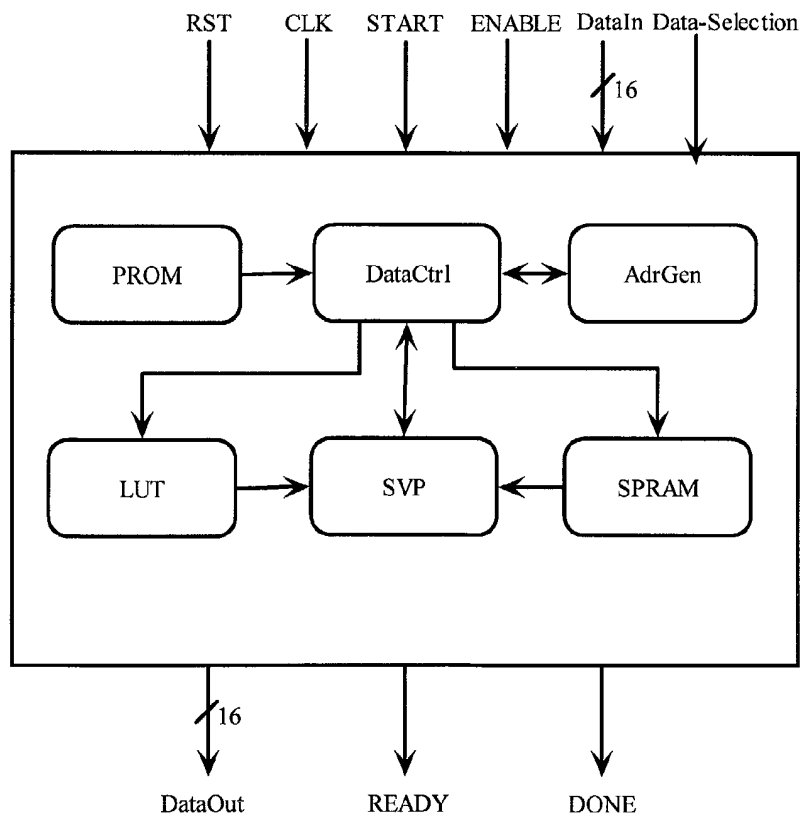 RST CLK START ENABLE DataIn Data-Selection
16
PROM DataCtrl AdrGen
LUT SVP SPRAM
16
DataOut READY DONE